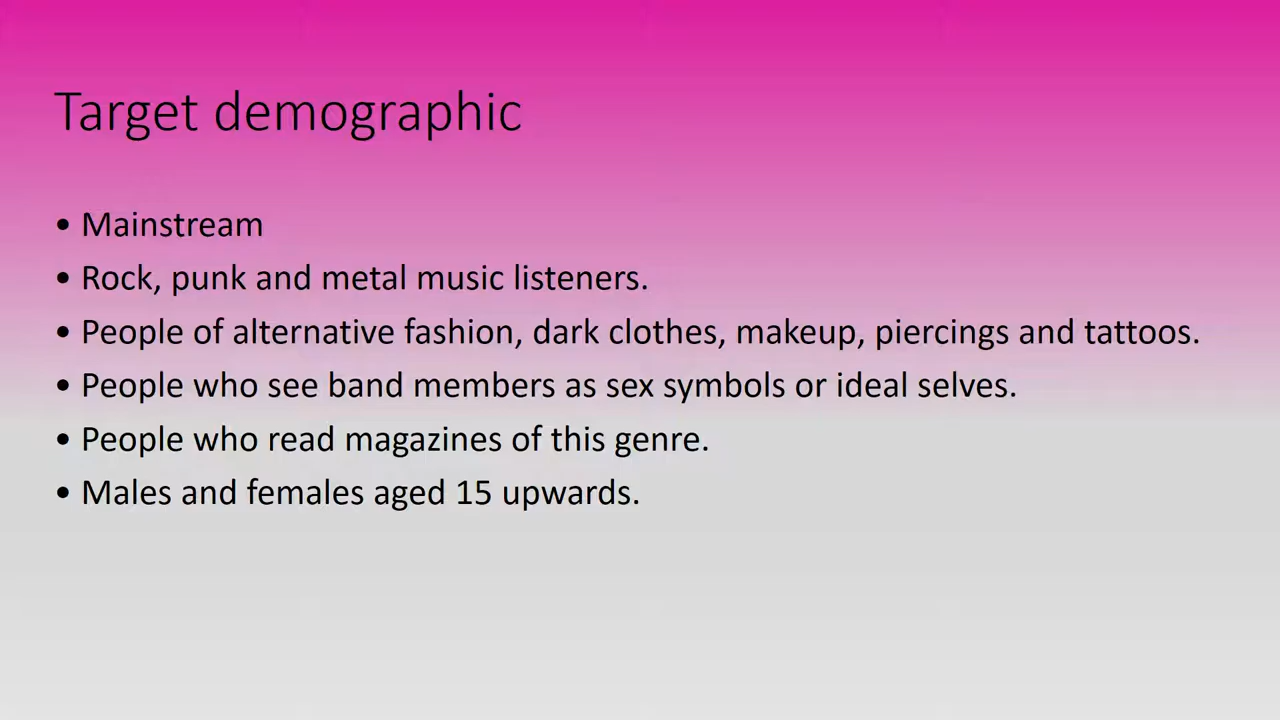 Target demographic
• Mainstream
• Rock, punk and metal music listeners.
• People of alternative fashion, dark clothes, makeup, piercings and tattoos.
• People who see band members as sex symbols or ideal selves.
• People who read magazines of this genre.
• Males and females aged 15 upwards.